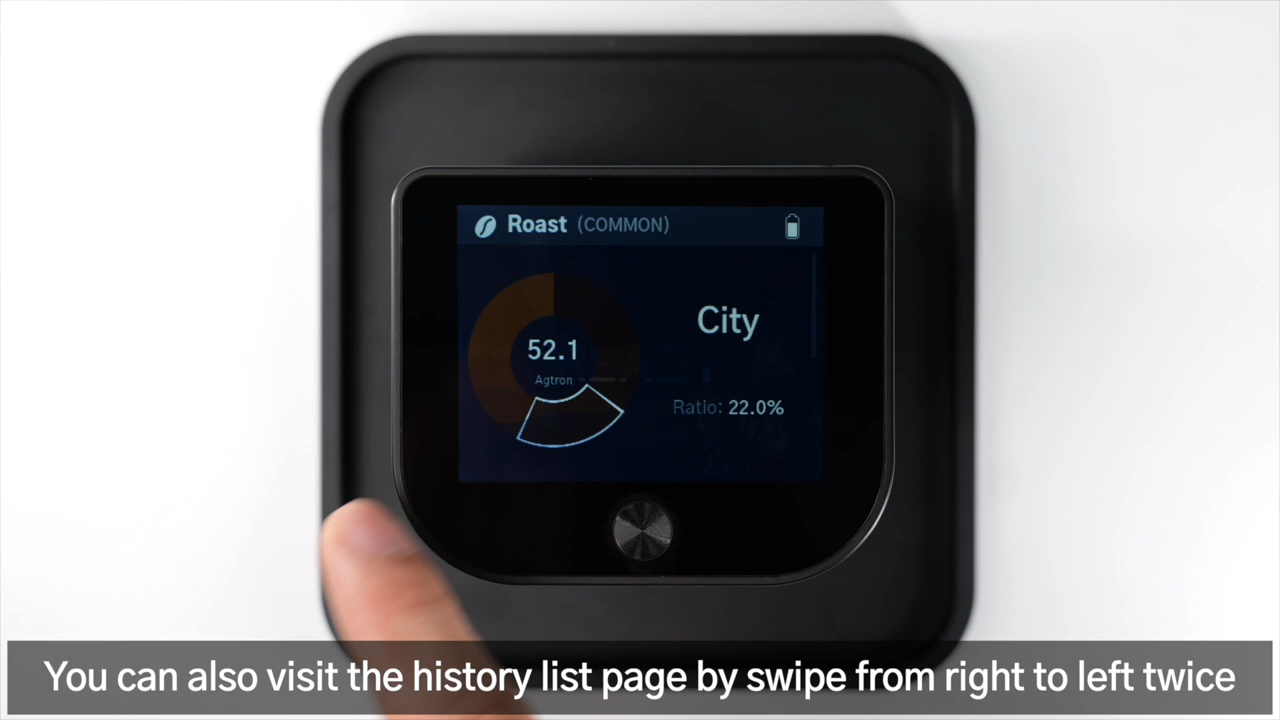 Roast (COMMON)
City
52.1
Agtron
Ratio: 22.0%
You can also visit the history list page by swipe from right to left twice